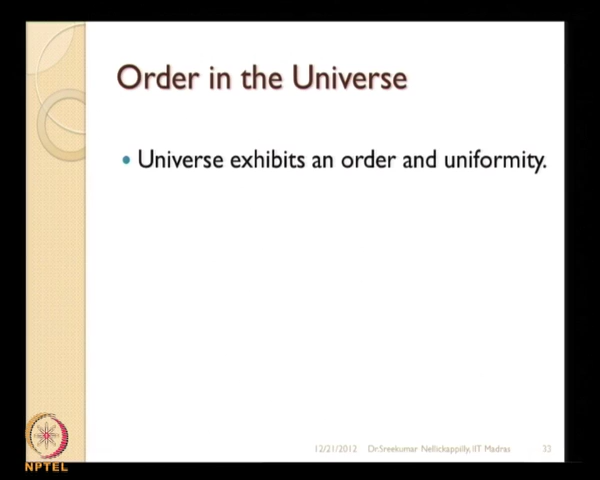 Order in the Universe
• Universe exhibits an order and uniformity.
12/21/2012 Dr.Sreekumar Nellickappilly, IIT Madras 33
NPTEL